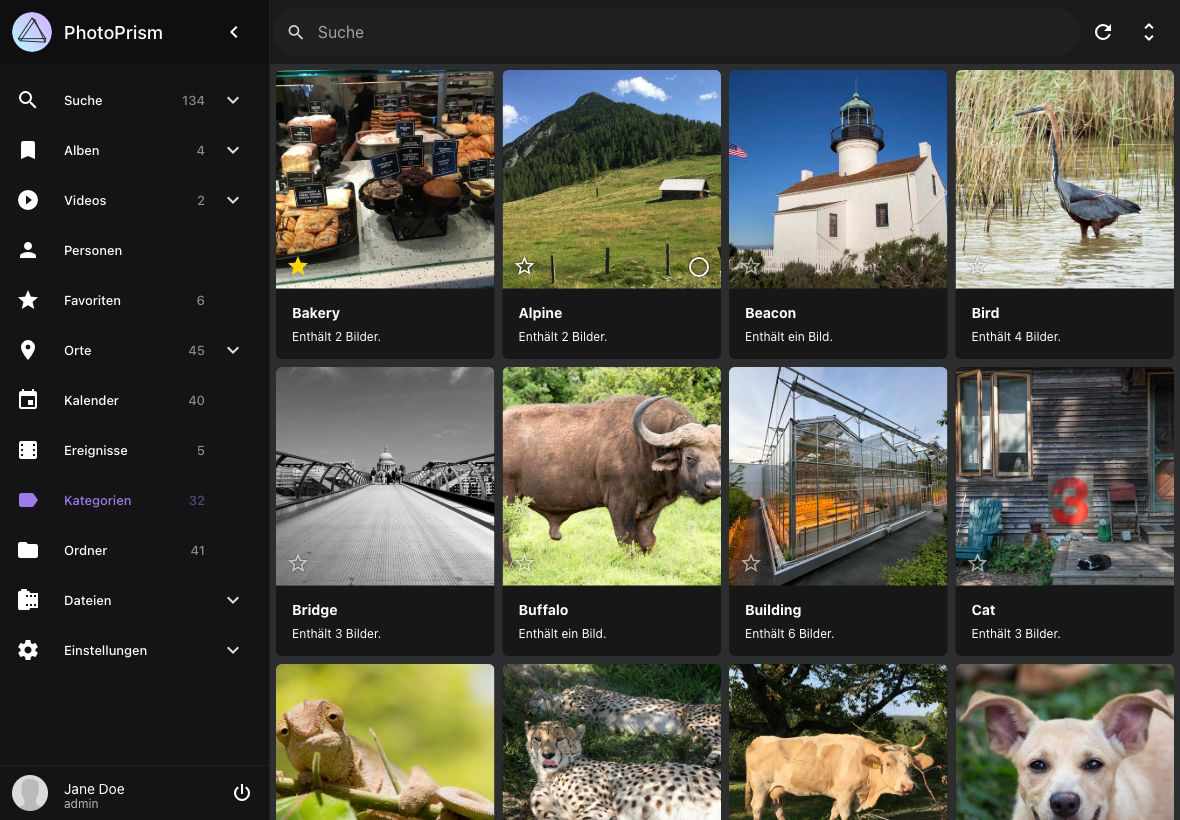 PhotoPrism
Suche
Suche 134
Alben 4
Videos 2
Personen
Favoriten 6
Orte 45
Kalender 40
Ereignisse 5
Kategorien 32
Ordner 41
Dateien
Einstellungen
Jane Doe
admin
Bakery
Enthält 2 Bilder.
Alpine
Enthält 2 Bilder.
Beacon
Enthält ein Bild.
Bird
Enthält 4 Bilder.
3
Bridge
Enthält 3 Bilder.
Buffalo
Enthält ein Bild.
Building
Enthält 6 Bilder.
Cat
Enthält 3 Bilder.